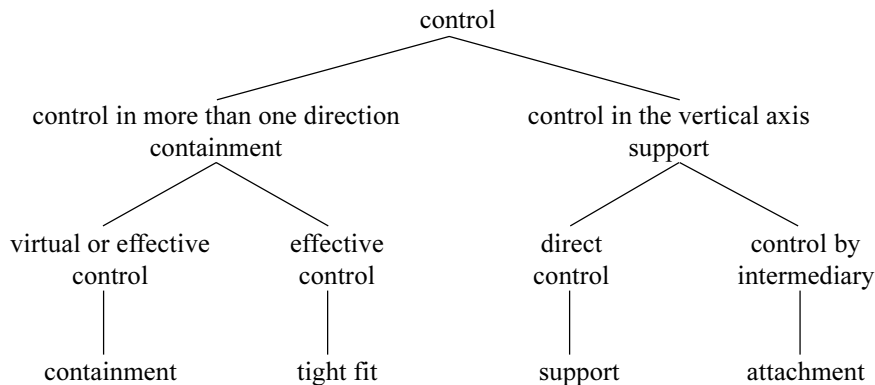 control
control in more than one direction
containment
control in the vertical axis
support
virtual or effective
control
effective
control
direct
control
control by
intermediary
containment
tight fit
support
attachment